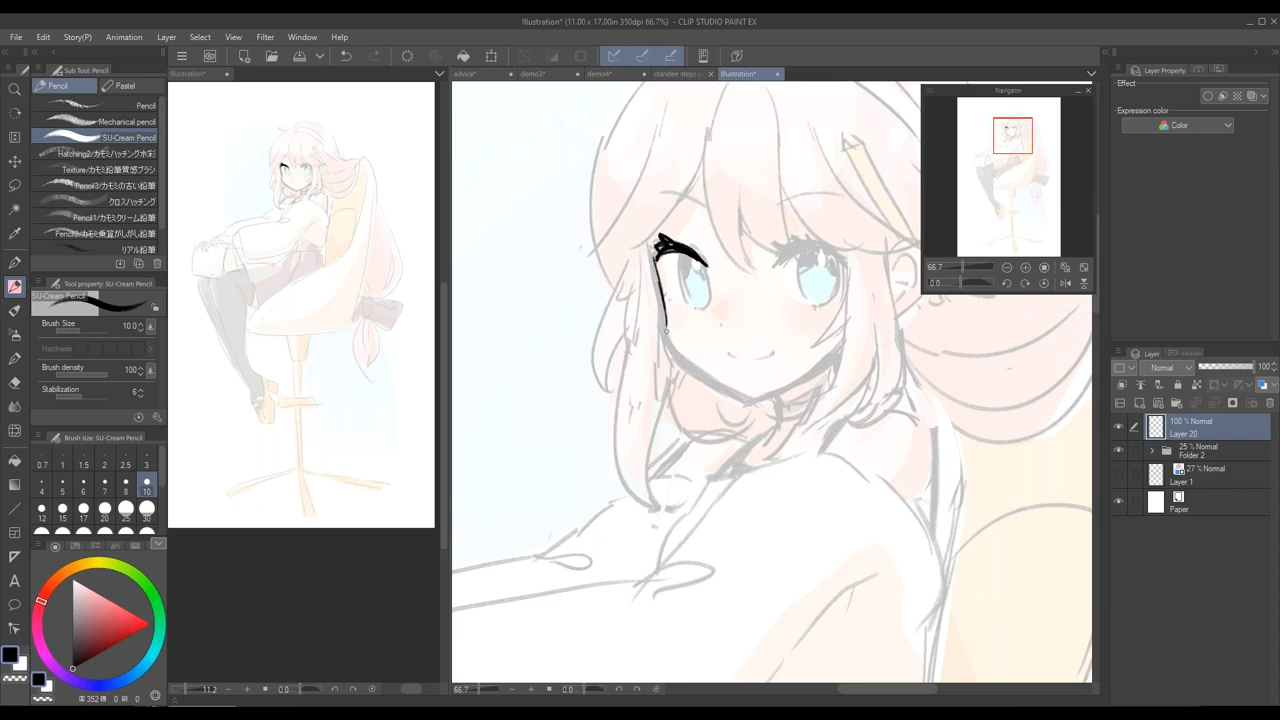 Illustration* (11.00 x 17.00in 350dpi 66.7%) - CLIP STUDIO PAINT EX
File Edit Story(P) Animation Layer Select View Filter Window Help
Sub Tool: Pencil
Illustration*
advice* demo3* demo4* standee steps Illustration*
Pencil Pastel
Pencil
Mechanical pencil
SU-Cream Pencil
Hatching2/カモミハッチング水彩
Texture/カモミ鉛筆質感ブラシ
Pencil3/カモミの古い鉛筆
クロスハッチング
Pencil1/カモミクリーム鉛筆
リアル鉛筆
Tool property: SU-Cream Pencil
SU-Cream Pencil
Brush Size 10.0
Hardness
Brush density 100
Stabilization 6
Brush size: SU-Cream Pencil
0.7 1 1.5 2 2.5 3
4 5 6 7 8 10
12 15 17 20 25 30
352 0 0
11.2 0.0
66.7 0.0
Navigator
66.7
0.0
Layer Property
Effect
Expression color
Color
Layer
Normal 100
100 % Normal
Layer 20
25 % Normal
Folder 2
27 % Normal
Layer 1
Paper